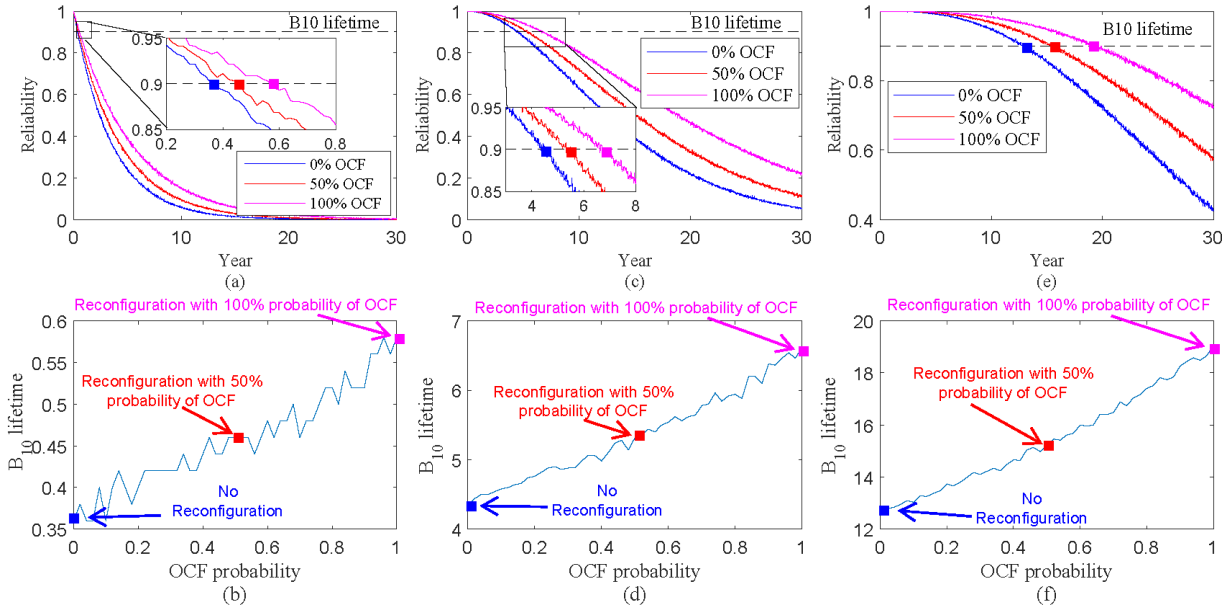 B10 lifetime
1
0.8
0.6
0.4
0.2
0
Reliability
0.95
0.9
0.85
0.2 0.4 0.6 0.8
0% OCF
50% OCF
100% OCF
0 10 20 30
Year
(a)
B10 lifetime
1
0.8
0.6
0.4
0.2
0
Reliability
0% OCF
50% OCF
100% OCF
0.95
0.9
0.85
4 6 8
0 10 20 30
Year
(c)
B10 lifetime
1
0.8
0.6
0.4
Reliability
0% OCF
50% OCF
100% OCF
0 10 20 30
Year
(e)
Reconfiguration with 100% probability of OCF
0.6
0.55
0.5
0.45
0.4
0.35
B10 lifetime
Reconfiguration with 50%
probability of OCF
No
Reconfiguration
0 0.2 0.4 0.6 0.8 1
OCF probability
(b)
Reconfiguration with 100% probability of OCF
7
6
5
4
B10 lifetime
Reconfiguration with 50%
probability of OCF
No
Reconfiguration
0 0.2 0.4 0.6 0.8 1
OCF probability
(d)
Reconfiguration with 100% probability of OCF
20
18
16
14
12
B10 lifetime
Reconfiguration with 50%
probability of OCF
No
Reconfiguration
0 0.2 0.4 0.6 0.8 1
OCF probability
(f)